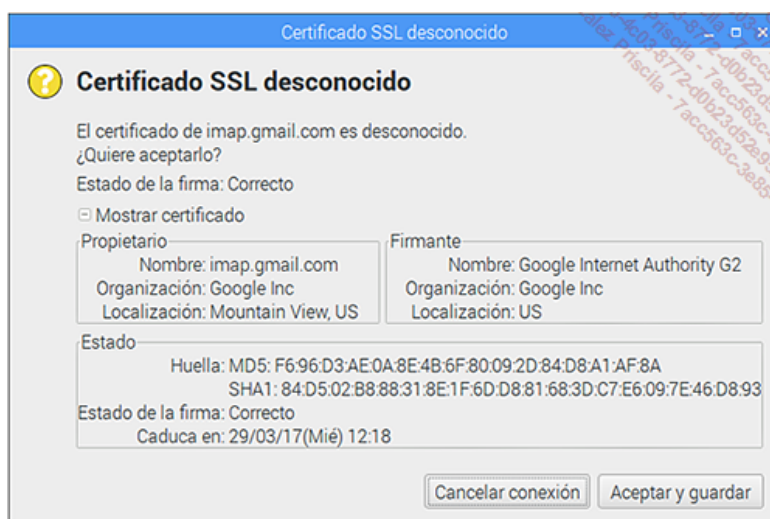 Certificado SSL desconocido
Certificado SSL desconocido
El certificado de imap.gmail.com es desconocido.
¿Quiere aceptarlo?
Estado de la firma: Correcto
Mostrar certificado
Propietario
Nombre: imap.gmail.com
Organización: Google Inc
Localización: Mountain View, US
Firmante
Nombre: Google Internet Authority G2
Organización: Google Inc
Localización: US
Estado
Huella: MD5: F6:96:D3:AE:0A:8E:4B:6F:80:09:2D:84:D8:A1:AF:8A
SHA1: 84:D5:02:B8:88:31:8E:1F:6D:D8:81:68:3D:C7:E6:09:7E:46:D8:93
Estado de la firma: Correcto
Caduca en: 29/03/17(Mié) 12:18
Cancelar conexión
Aceptar y guardar